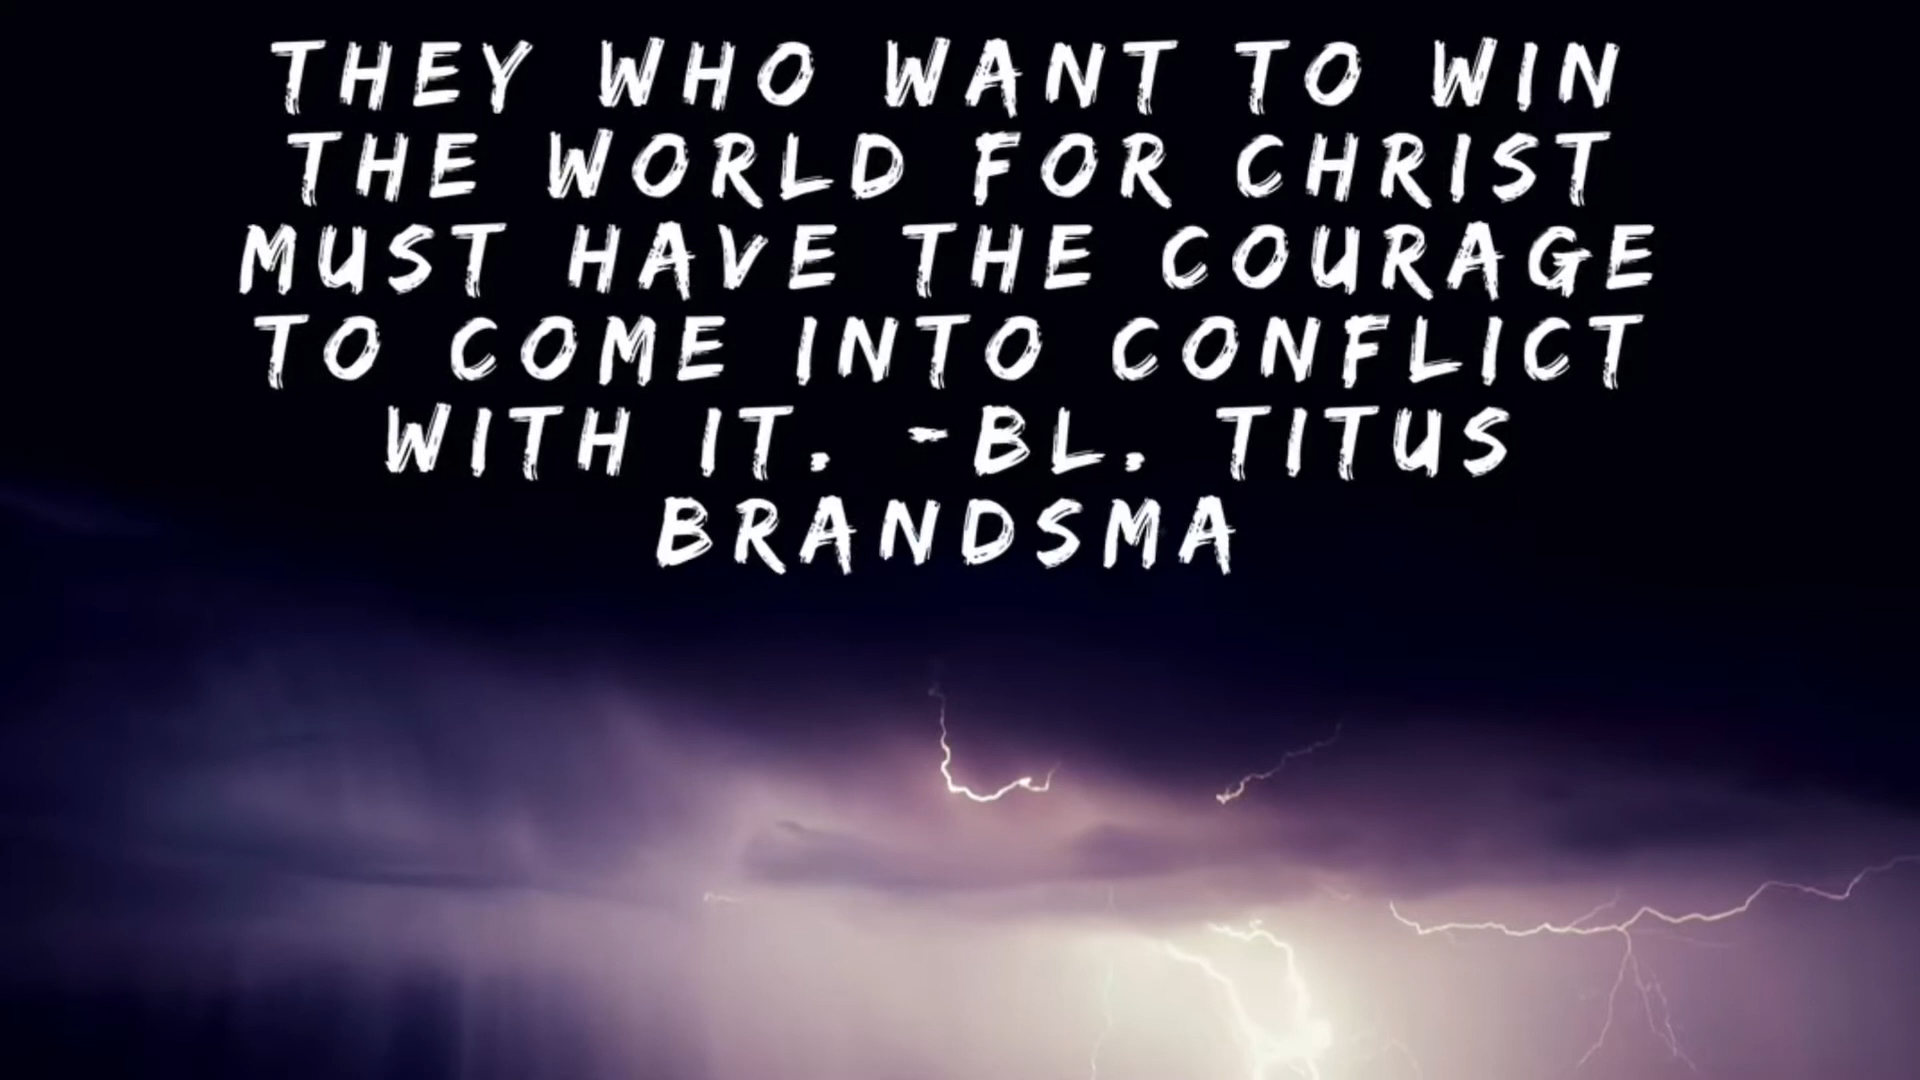 THEY WHO WANT TO WIN
THE WORLD FOR CHRIST
MUST HAVE THE COURAGE
TO COME INTO CONFLICT
WITH IT. -BL. TITUS
BRANDSMA